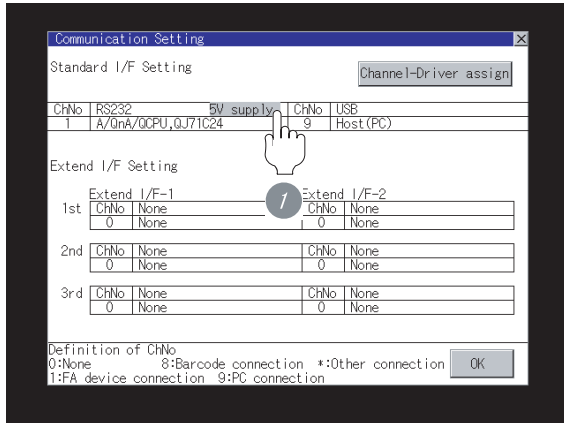 Communication Setting
Standard I/F Setting
Channel-Driver assign
ChNo RS232 5V supply ChNo USB
1 A/QnA/QCPU,QJ71C24 9 Host(PC)
Extend I/F Setting
Extend I/F-1 Extend I/F-2
1st ChNo None ChNo None
0 None 0 None
1
2nd ChNo None ChNo None
0 None 0 None
3rd ChNo None ChNo None
0 None 0 None
Definition of ChNo
0:None 8:Barcode connection *:Other connection OK
1:FA device connection 9:PC connection